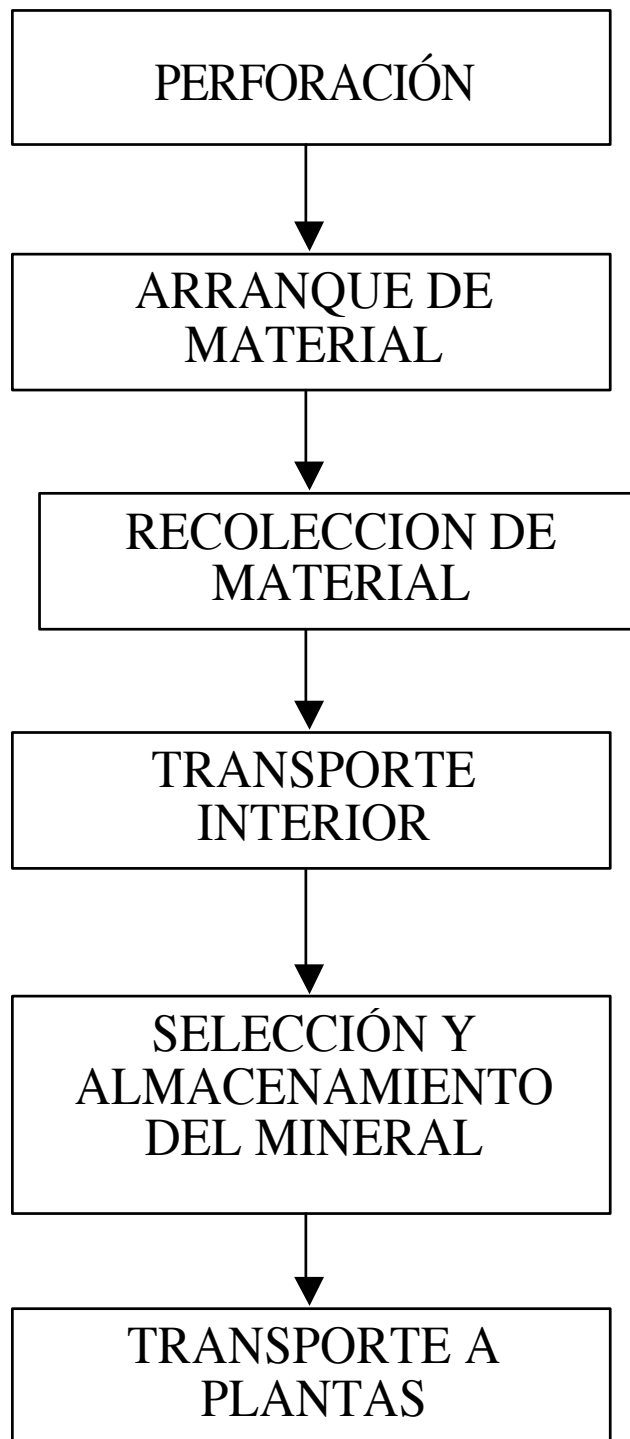 PERFORACIÓN
ARRANQUE DE
MATERIAL
RECOLECCION DE
MATERIAL
TRANSPORTE
INTERIOR
SELECCIÓN Y
ALMACENAMIENTO
DEL MINERAL
TRANSPORTE A
PLANTAS